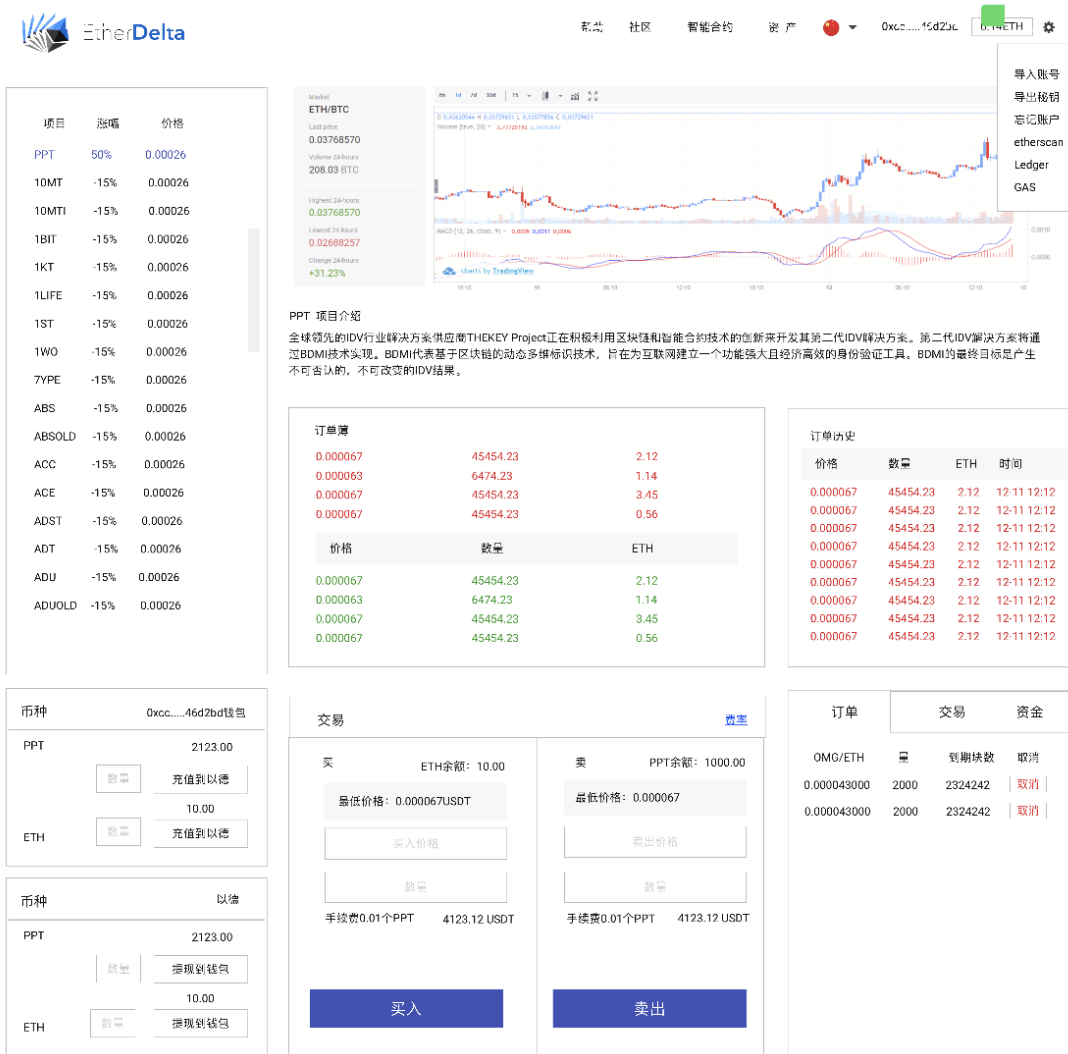 EtherDelta
帮助 社区 智能合约 资 产 0xcc.....46d2bd 0.14ETH
导入账号
导出秘钥
忘记账户
etherscan
Ledger
GAS
项目 涨幅 价格
PPT 50% 0.00026
10MT -15% 0.00026
10MTI -15% 0.00026
1BIT -15% 0.00026
1KT -15% 0.00026
1LIFE -15% 0.00026
1ST -15% 0.00026
1WO -15% 0.00026
7YPE -15% 0.00026
ABS -15% 0.00026
ABSOLD -15% 0.00026
ACC -15% 0.00026
ACE -15% 0.00026
ADST -15% 0.00026
ADT -15% 0.00026
ADU -15% 0.00026
ADUOLD -15% 0.00026
Market
ETH/BTC
Last price
0.03768570
Volume 24-hours
208.03 BTC
Highest 24-hours
0.03768570
Lowest 24-hours
0.02688257
Change 24-hours
+31.23%
6h 1d 7d 30d 15
MACD (12, 26, close, 9)
0.0010
0.0000
charts by TradingView
PPT 项目介绍
全球领先的IDV行业解决方案供应商THEKEY Project正在积极利用区块链和智能合约技术的创新来开发其第二代IDV解决方案。第二代IDV解决方案将通
过BDMI技术实现。BDMI代表基于区块链的动态多维标识技术，旨在为互联网建立一个功能强大且经济高效的身份验证工具。BDMI的最终目标是产生
不可否认的，不可改变的IDV结果。
订单薄
0.000067 45454.23 2.12
0.000063 6474.23 1.14
0.000067 45454.23 3.45
0.000067 45454.23 0.56
价格 数量 ETH
0.000067 45454.23 2.12
0.000063 6474.23 1.14
0.000067 45454.23 3.45
0.000067 45454.23 0.56
订单历史
价格 数量 ETH 时间
0.000067 45454.23 2.12 12-11 12:12
0.000067 45454.23 2.12 12-11 12:12
0.000067 45454.23 2.12 12-11 12:12
0.000067 45454.23 2.12 12-11 12:12
0.000067 45454.23 2.12 12-11 12:12
0.000067 45454.23 2.12 12-11 12:12
0.000067 45454.23 2.12 12-11 12:12
0.000067 45454.23 2.12 12-11 12:12
0.000067 45454.23 2.12 12-11 12:12
币种 0xcc.....46d2bd钱包
PPT 2123.00
数量 充值到以德
10.00
ETH 数量 充值到以德
币种 以德
PPT 2123.00
数量 提现到钱包
10.00
ETH 数量 提现到钱包
交易 费率
买 ETH余额：10.00
最低价格：0.000067USDT
买入价格
数量
手续费0.01个PPT 4123.12 USDT
买入
卖 PPT余额：1000.00
最低价格：0.000067
卖出价格
数量
手续费0.01个PPT 4123.12 USDT
卖出
订单 交易 资金
OMG/ETH 量 到期块数 取消
0.000043000 2000 2324242 取消
0.000043000 2000 2324242 取消